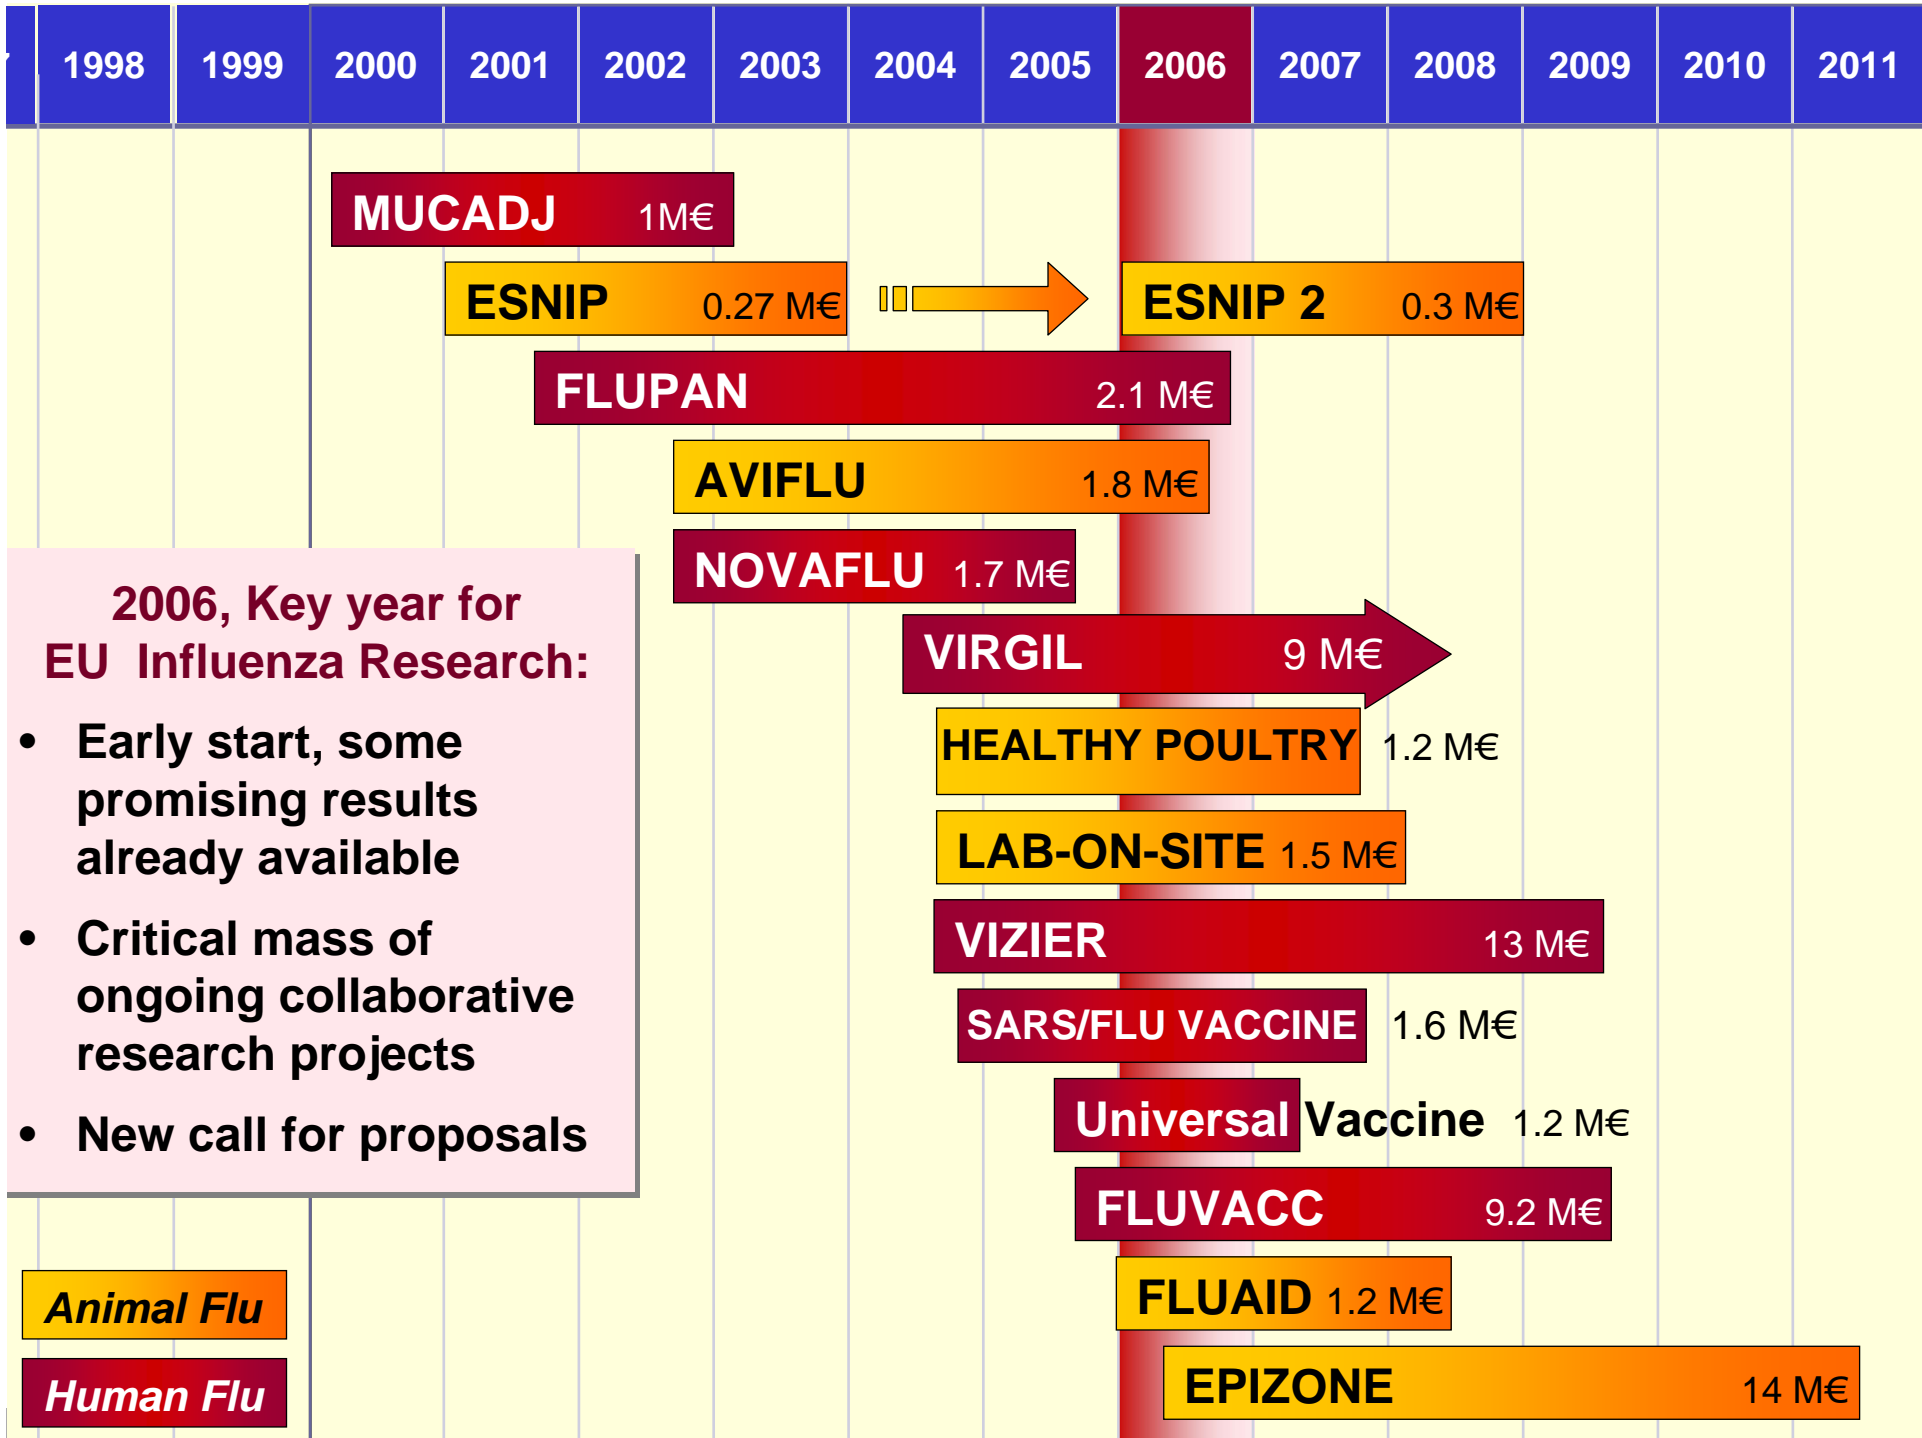 1998 1999 2000 2001 2002 2003 2004 2005 2006 2007 2008 2009 2010 2011
MUCADJ 1M€
ESNIP 0.27 M€ ESNIP 2 0.3 M€
FLUPAN 2.1 M€
AVIFLU 1.8 M€
NOVAFLU 1.7 M€
VIRGIL 9 M€
HEALTHY POULTRY 1.2 M€
LAB-ON-SITE 1.5 M€
VIZIER 13 M€
SARS/FLU VACCINE 1.6 M€
Universal Vaccine 1.2 M€
FLUVACC 9.2 M€
FLUAID 1.2 M€
EPIZONE 14 M€
2006, Key year for
EU Influenza Research:
• Early start, some
promising results
already available
• Critical mass of
ongoing collaborative
research projects
• New call for proposals
Animal Flu
Human Flu